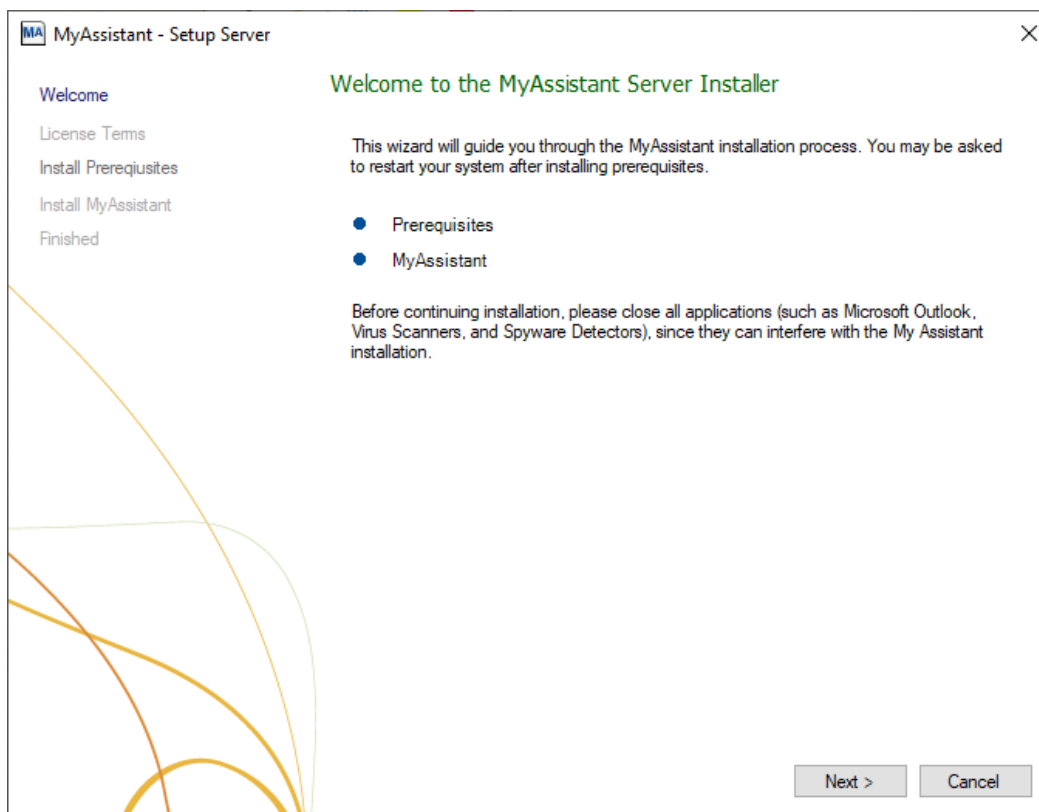 MA MyAssistant - Setup Server
Welcome
License Terms
Install Prereqiusites
Install MyAssistant
Finished
Welcome to the MyAssistant Server Installer
This wizard will guide you through the MyAssistant installation process. You may be asked
to restart your system after installing prerequisites.
Prerequisites
MyAssistant
Before continuing installation, please close all applications (such as Microsoft Outlook,
Virus Scanners, and Spyware Detectors), since they can interfere with the My Assistant
installation.
Next >
Cancel